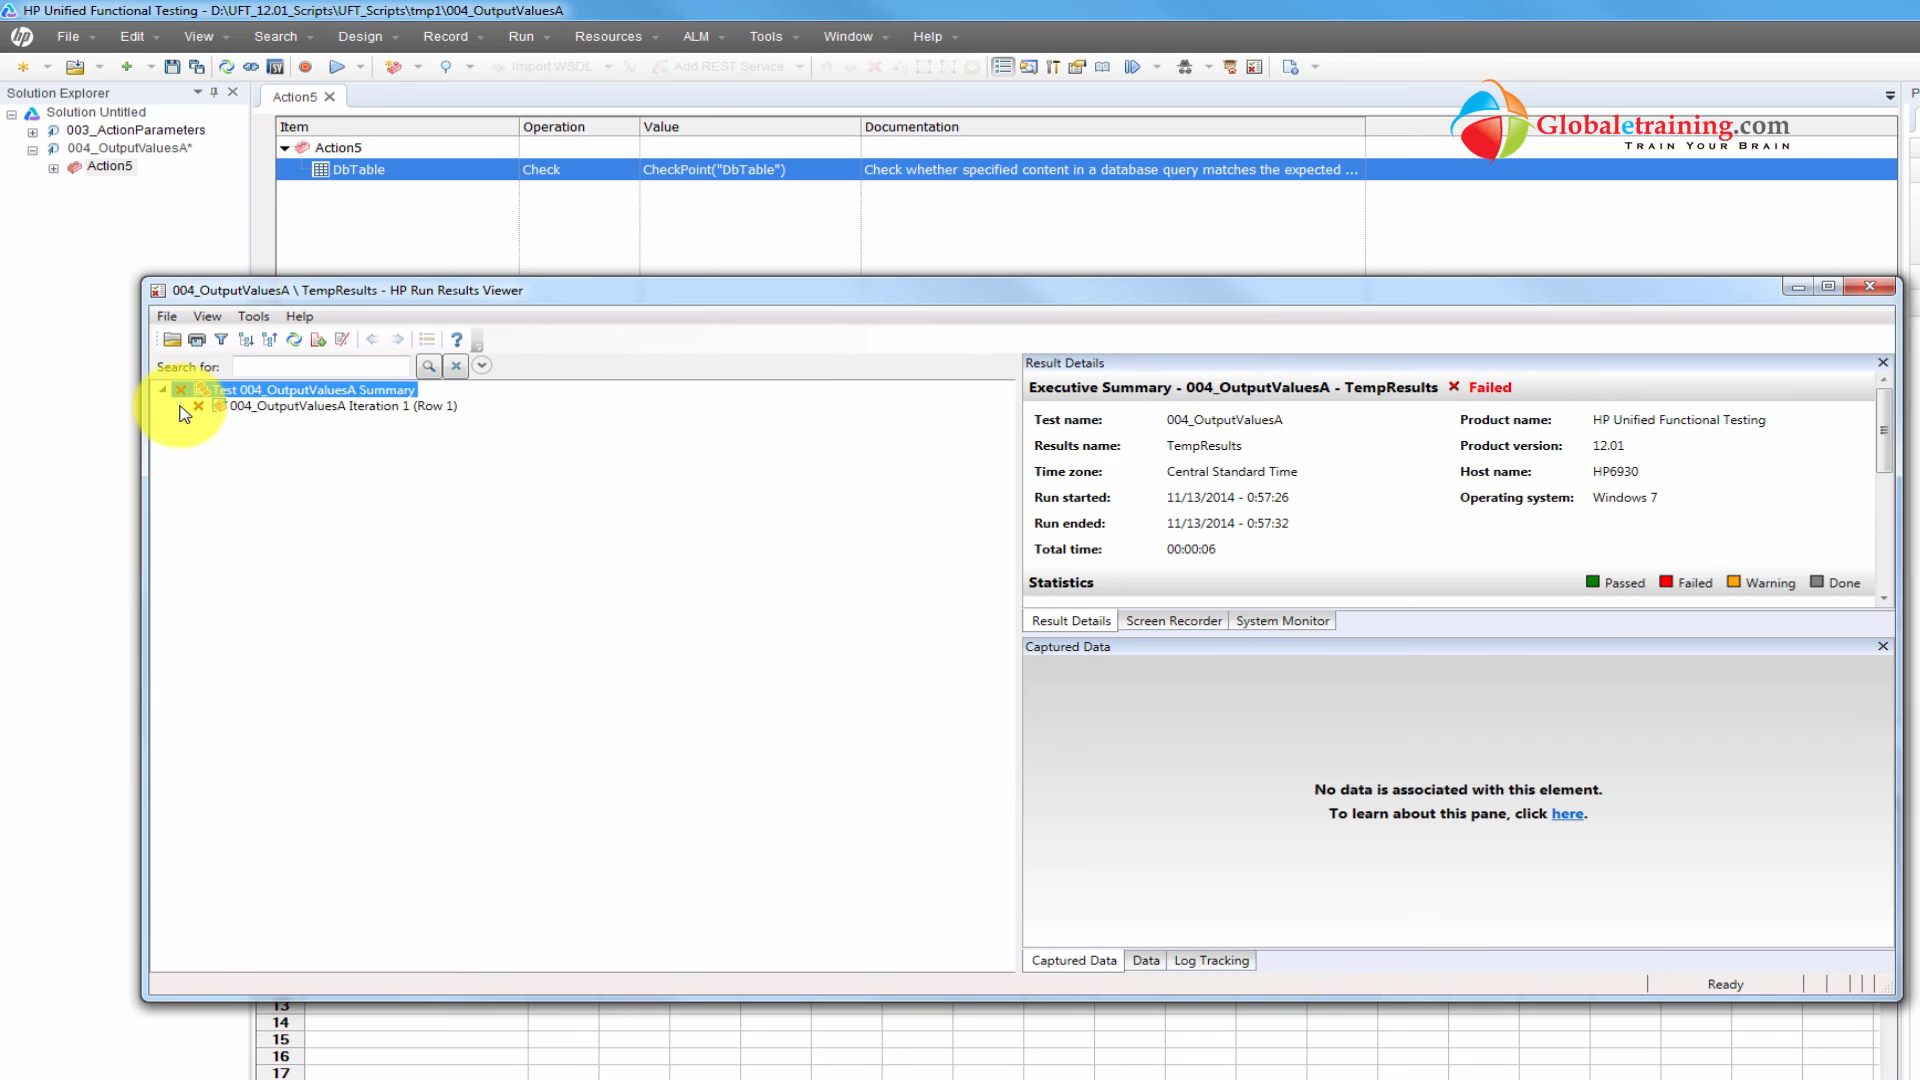 HP Unified Functional Testing - D:\UFT_12.01_Scripts\UFT_Scripts\tmp1\004_OutputValuesA
File Edit View Search Design Record Run Resources ALM Tools Window Help
Import WSDL Add REST Service
Solution Explorer
Solution Untitled
003_ActionParameters
004_OutputValuesA*
Action5
Action5
Item Operation Value Documentation
Action5
DbTable Check CheckPoint("DbTable") Check whether specified content in a database query matches the expected ...
Globaletraining.com
TRAIN YOUR BRAIN
004_OutputValuesA \ TempResults - HP Run Results Viewer
File View Tools Help
Search for:
Test 004_OutputValuesA Summary
004_OutputValuesA Iteration 1 (Row 1)
Result Details
Executive Summary - 004_OutputValuesA - TempResults Failed
Test name: 004_OutputValuesA Product name: HP Unified Functional Testing
Results name: TempResults Product version: 12.01
Time zone: Central Standard Time Host name: HP6930
Run started: 11/13/2014 - 0:57:26 Operating system: Windows 7
Run ended: 11/13/2014 - 0:57:32
Total time: 00:00:06
Statistics Passed Failed Warning Done
Result Details Screen Recorder System Monitor
Captured Data
No data is associated with this element.
To learn about this pane, click here.
Captured Data Data Log Tracking
Ready
13
14
15
16
17